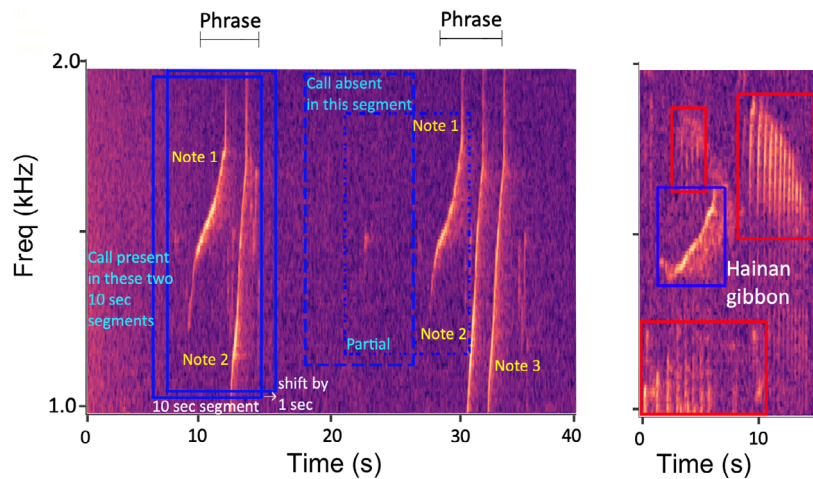 Phrase
Phrase
2.0
Call absent
in this segment
Note 1
Note 1
Freq (kHz)
Call present
in these two
10 sec
segments
Hainan
gibbon
Note 2
Partial
Note 2
Note 3
shift by
1 sec
10 sec segment
1.0
0
10
20
30
40
0
10
Time (s)
Time (s)